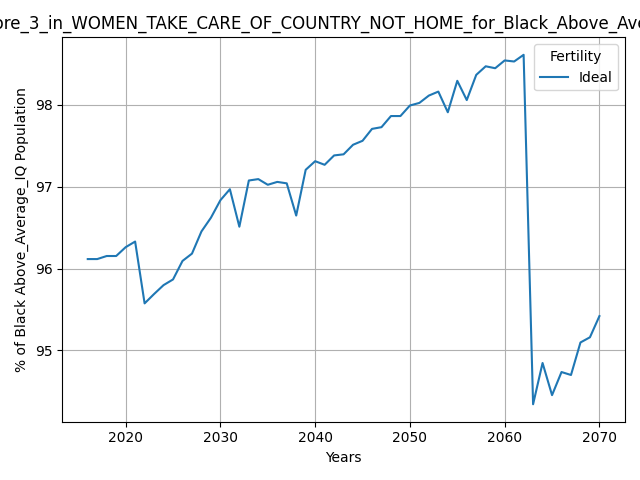 ore_3_in_WOMEN_TAKE_CARE_OF_COUNTRY_NOT_HOME_for_Black_Above_Ave
Fertility
Ideal
98
97
96
95
% of Black Above_Average_IQ Population
2020 2030 2040 2050 2060 2070
Years